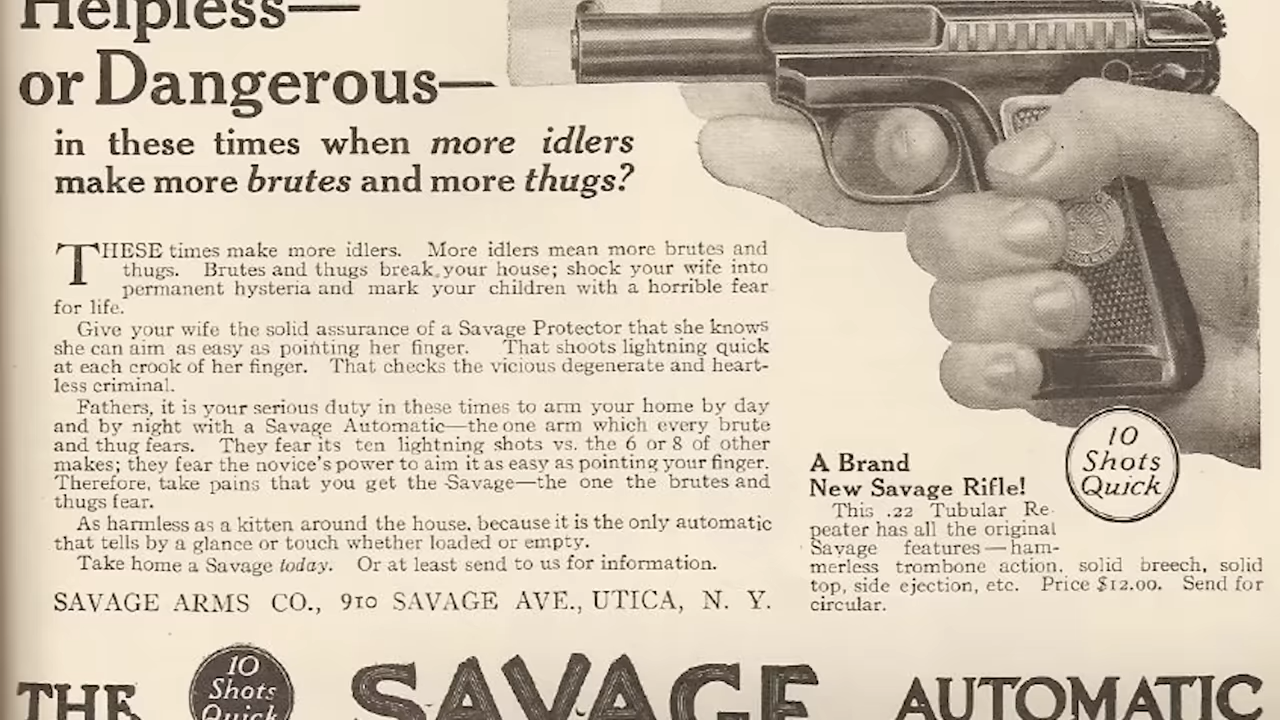 Helpless—
or Dangerous—
in these times when more idlers
make more brutes and more thugs?
THESE times make more idlers. More idlers mean more brutes and
thugs. Brutes and thugs break your house; shock your wife into
permanent hysteria and mark your children with a horrible fear
for life.
Give your wife the solid assurance of a Savage Protector that she knows
she can aim as easy as pointing her finger. That shoots lightning quick
at each crook of her finger. That checks the vicious degenerate and heart-
less criminal.
Fathers, it is your serious duty in these times to arm your home by day
and by night with a Savage Automatic—the one arm which every brute
and thug fears. They fear its ten lightning shots vs. the 6 or 8 of other
makes; they fear the novice's power to aim it as easy as pointing your finger.
Therefore, take pains that you get the Savage—the one the brutes and
thugs fear.
As harmless as a kitten around the house, because it is the only automatic
that tells by a glance or touch whether loaded or empty.
Take home a Savage today. Or at least send to us for information.
SAVAGE ARMS CO., 910 SAVAGE AVE., UTICA, N. Y.
10
Shots
Quick
A Brand
New Savage Rifle!
This .22 Tubular Re-
peater has all the original
Savage features—ham-
merless trombone action, solid breech, solid
top, side ejection, etc. Price $12.00. Send for
circular.
THE
10
Shots
Quick
SAVAGE
AUTOMATIC